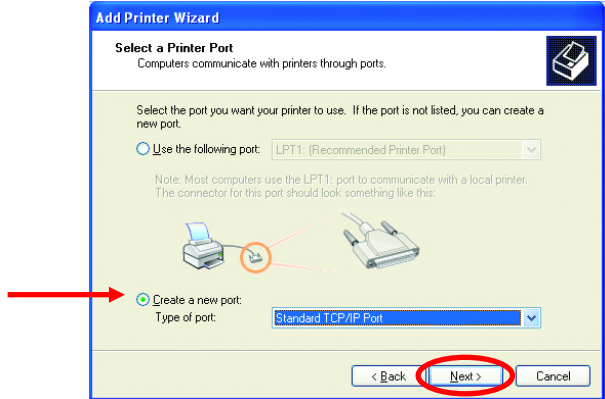 Add Printer Wizard
Select a Printer Port
Computers communicate with printers through ports.
Select the port you want your printer to use. If the port is not listed, you can create a
new port.
Use the following port: LPT1: (Recommended Printer Port)
Note: Most computers use the LPT1: port to communicate with a local printer.
The connector for this port should look something like this:
Create a new port:
Type of port: Standard TCP/IP Port
< Back Next > Cancel